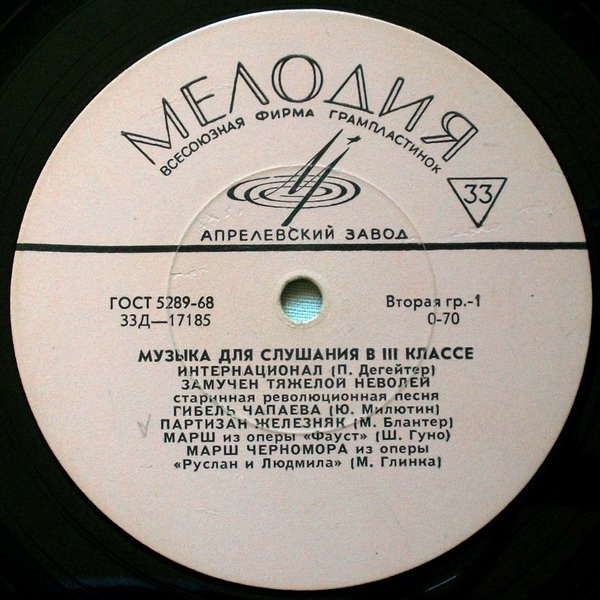 МЕЛОДИЯ
ВСЕСОЮЗНАЯ ФИРМА ГРАМПЛАСТИНОК
33
АПРЕЛЕВСКИЙ ЗАВОД
ГОСТ 5289-68
33Д—17185
Вторая гр.-1
0-70
МУЗЫКА ДЛЯ СЛУШАНИЯ В III КЛАССЕ
ИНТЕРНАЦИОНАЛ (П. Дегейтер)
ЗАМУЧЕН ТЯЖЕЛОЙ НЕВОЛЕЙ
старинная революционная песня
ГИБЕЛЬ ЧАПАЕВА (Ю. Милютин)
ПАРТИЗАН ЖЕЛЕЗНЯК (М. Блантер)
МАРШ из оперы «Фауст» (Ш. Гуно)
МАРШ ЧЕРНОМОРА из оперы
«Руслан и Людмила» (М. Глинка)